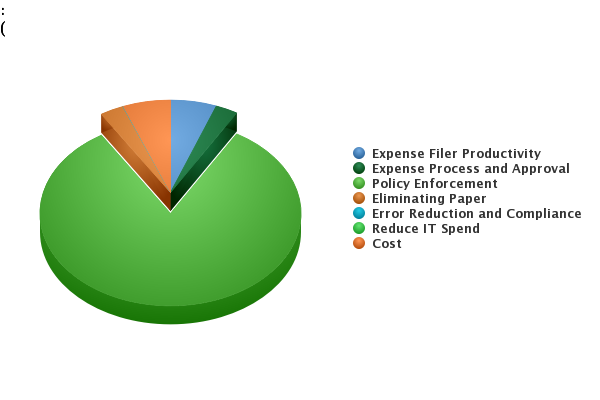 :
(
Expense Filer Productivity
Expense Process and Approval
Policy Enforcement
Eliminating Paper
Error Reduction and Compliance
Reduce IT Spend
Cost